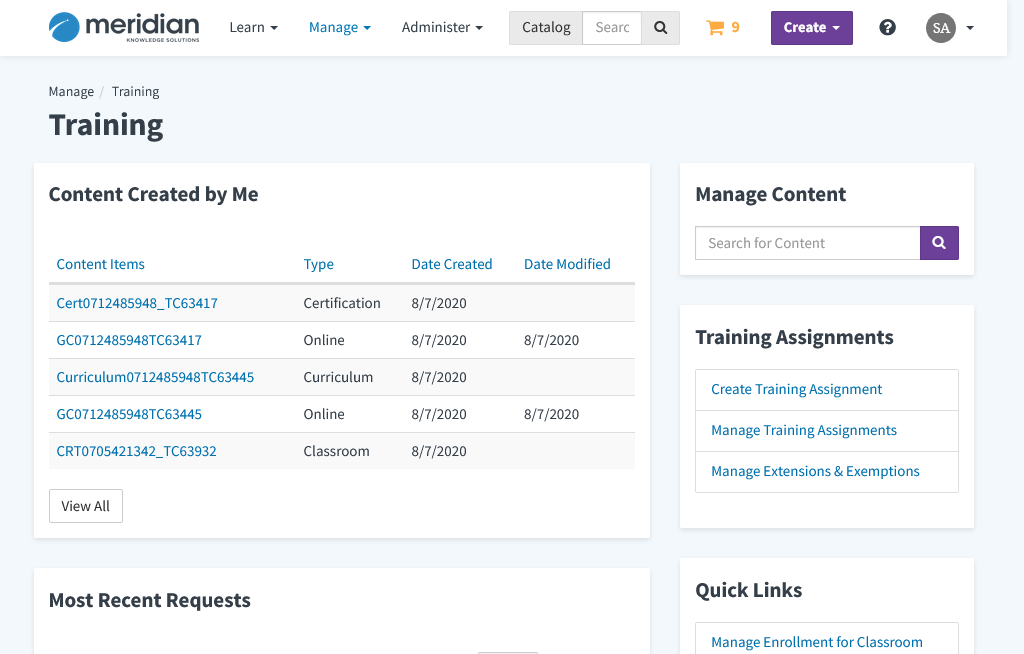 meridian
KNOWLEDGE SOLUTIONS
Learn Manage Administer Catalog Searc 9 Create ? SA
Manage / Training
Training
Content Created by Me
Content Items Type Date Created Date Modified
Cert0712485948_TC63417 Certification 8/7/2020
GC0712485948TC63417 Online 8/7/2020 8/7/2020
Curriculum0712485948TC63445 Curriculum 8/7/2020
GC0712485948TC63445 Online 8/7/2020 8/7/2020
CRT0705421342_TC63932 Classroom 8/7/2020
View All
Most Recent Requests
Manage Content
Search for Content
Training Assignments
Create Training Assignment
Manage Training Assignments
Manage Extensions & Exemptions
Quick Links
Manage Enrollment for Classroom